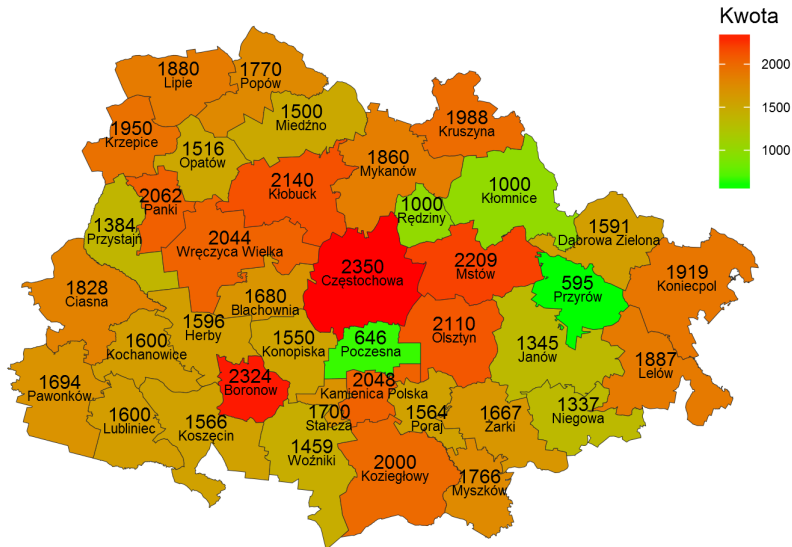 Kwota
2000
1500
1000
1880
Lipie
1770
Popów
1500
Miedźno
1988
Kruszyna
1950
Krzepice
1516
Opatów
1860
Mykanów
2062
Panki
2140
Kłobuck
1000
Rędziny
1000
Kłomnice
1384
Przystajń
2044
Wręczyca Wielka
2350
Częstochowa
2209
Mstów
1591
Dąbrowa Zielona
595
Przyrów
1919
Koniecpol
1828
Ciasna
1680
Blachownia
1596
Herby
1600
Kochanowice
1550
Konopiska
646
Poczesna
2110
Olsztyn
1345
Janów
1887
Lelów
1694
Pawonków
2324
Boronow
2048
Kamienica Polska
1600
Lubliniec
1566
Koszecin
1700
Starcza
1564
Poraj
1667
Żarki
1337
Niegowa
1459
Woźniki
2000
Koziegłowy
1766
Myszków